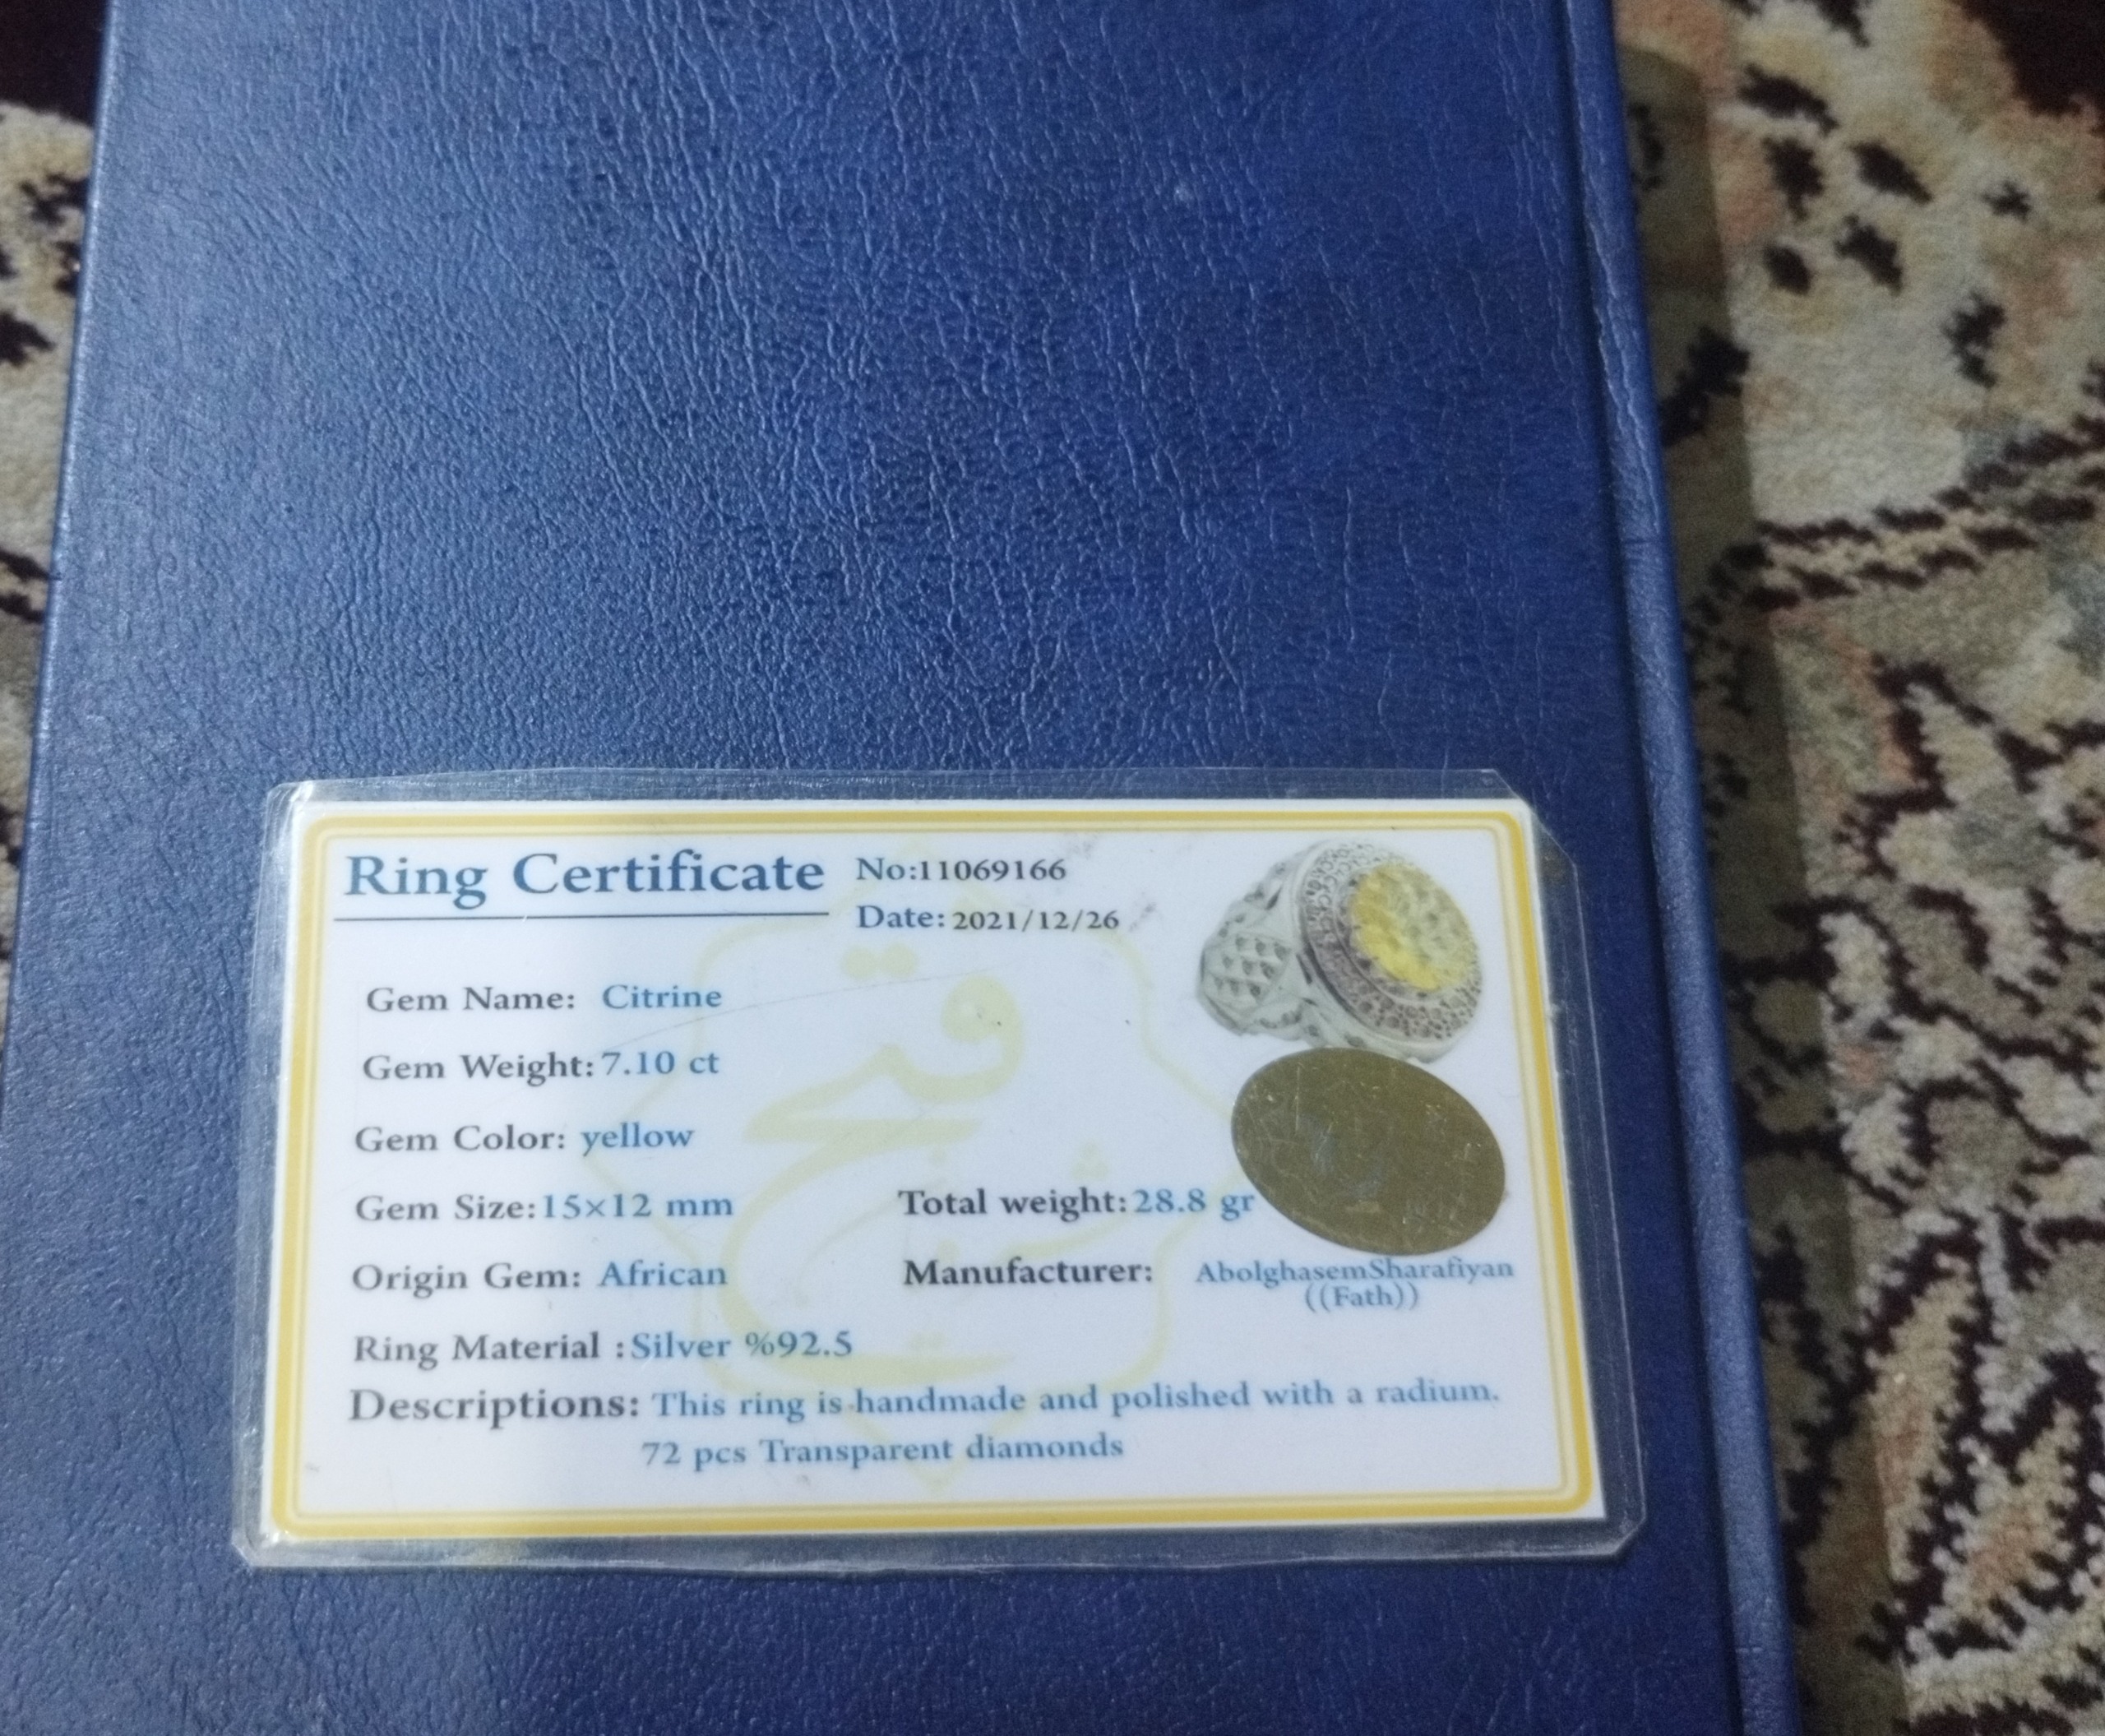 Ring Certificate
No:11069166
Date: 2021/12/26
Gem Name: Citrine
Gem Weight: 7.10 ct
Gem Color: yellow
Gem Size: 15×12 mm
Total weight: 28.8 gr
Origin Gem: African
Manufacturer: AbolghasemSharafiyan
((Fath))
Ring Material : Silver %92.5
Descriptions: This ring is handmade and polished with a radium.
72 pcs Transparent diamonds
فتح